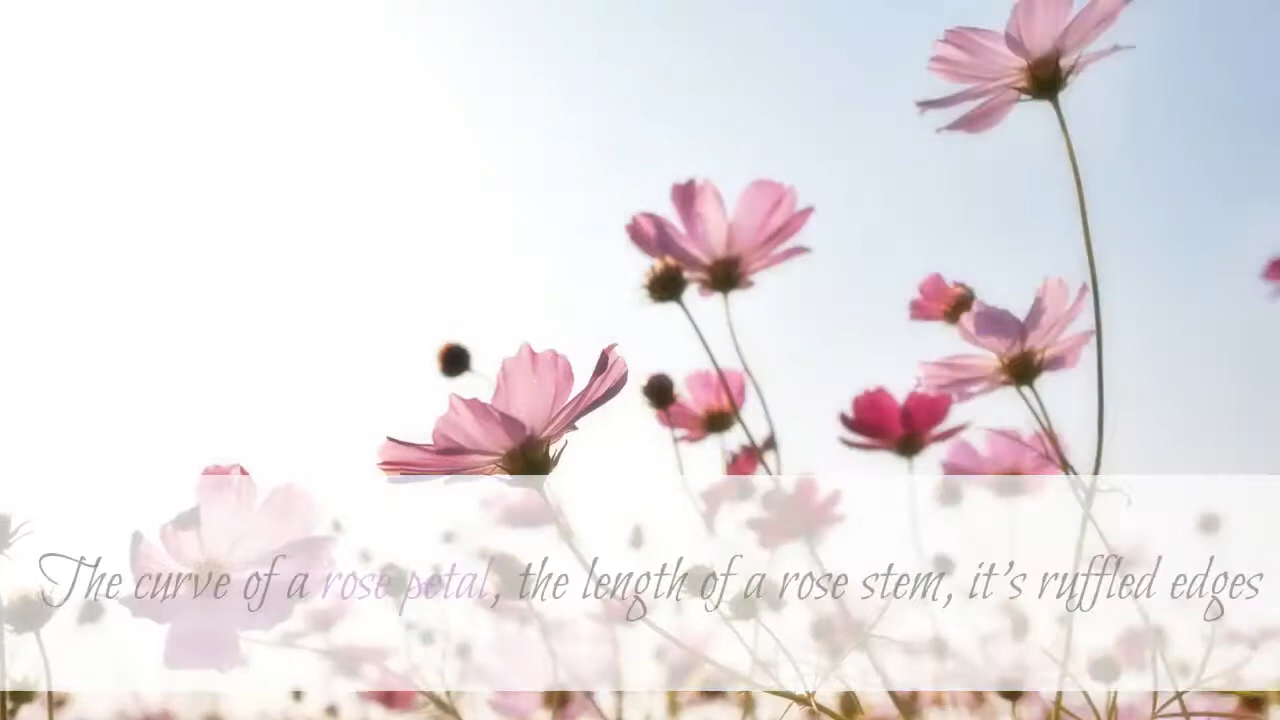 The curve of a rose petal, the length of a rose stem, it’s ruffled edges